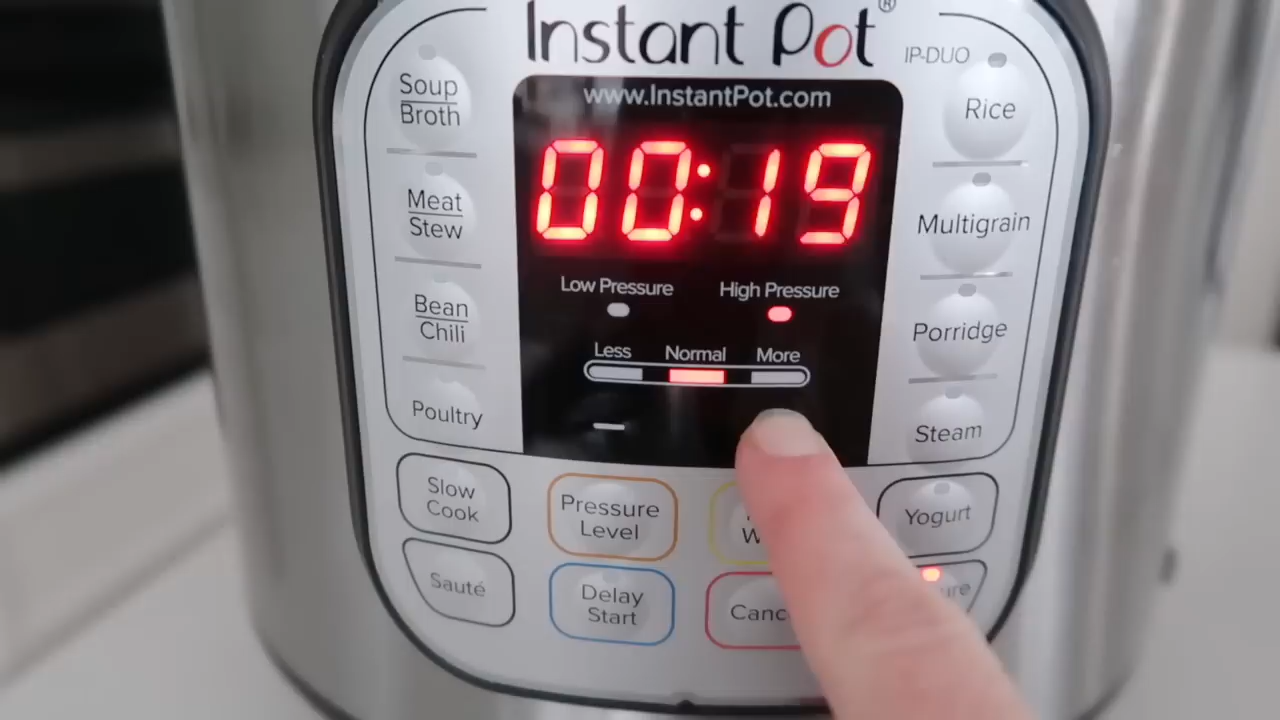 Instant Pot®
IP-DUO
www.InstantPot.com
00:19
Low Pressure
High Pressure
Less
Normal
More
Soup
Broth
Meat
Stew
Bean
Chili
Poultry
Rice
Multigrain
Porridge
Steam
Slow
Cook
Pressure
Level
Yogurt
Sauté
Delay
Start